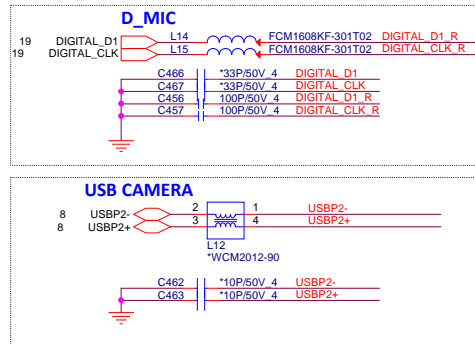 D_MIC
19 DIGITAL_D1 L14 FCM1608KF-301T02 DIGITAL_D1_R
19 DIGITAL_CLK L15 FCM1608KF-301T02 DIGITAL_CLK_R
C466 *33P/50V_4 DIGITAL_D1
C467 *33P/50V_4 DIGITAL_CLK
C456 100P/50V_4 DIGITAL_D1_R
C457 100P/50V_4 DIGITAL_CLK_R
USB CAMERA
8 USBP2- 2 1 USBP2-
8 USBP2+ 3 4 USBP2+
L12
*WCM2012-90
C462 *10P/50V_4 USBP2-
C463 *10P/50V_4 USBP2+